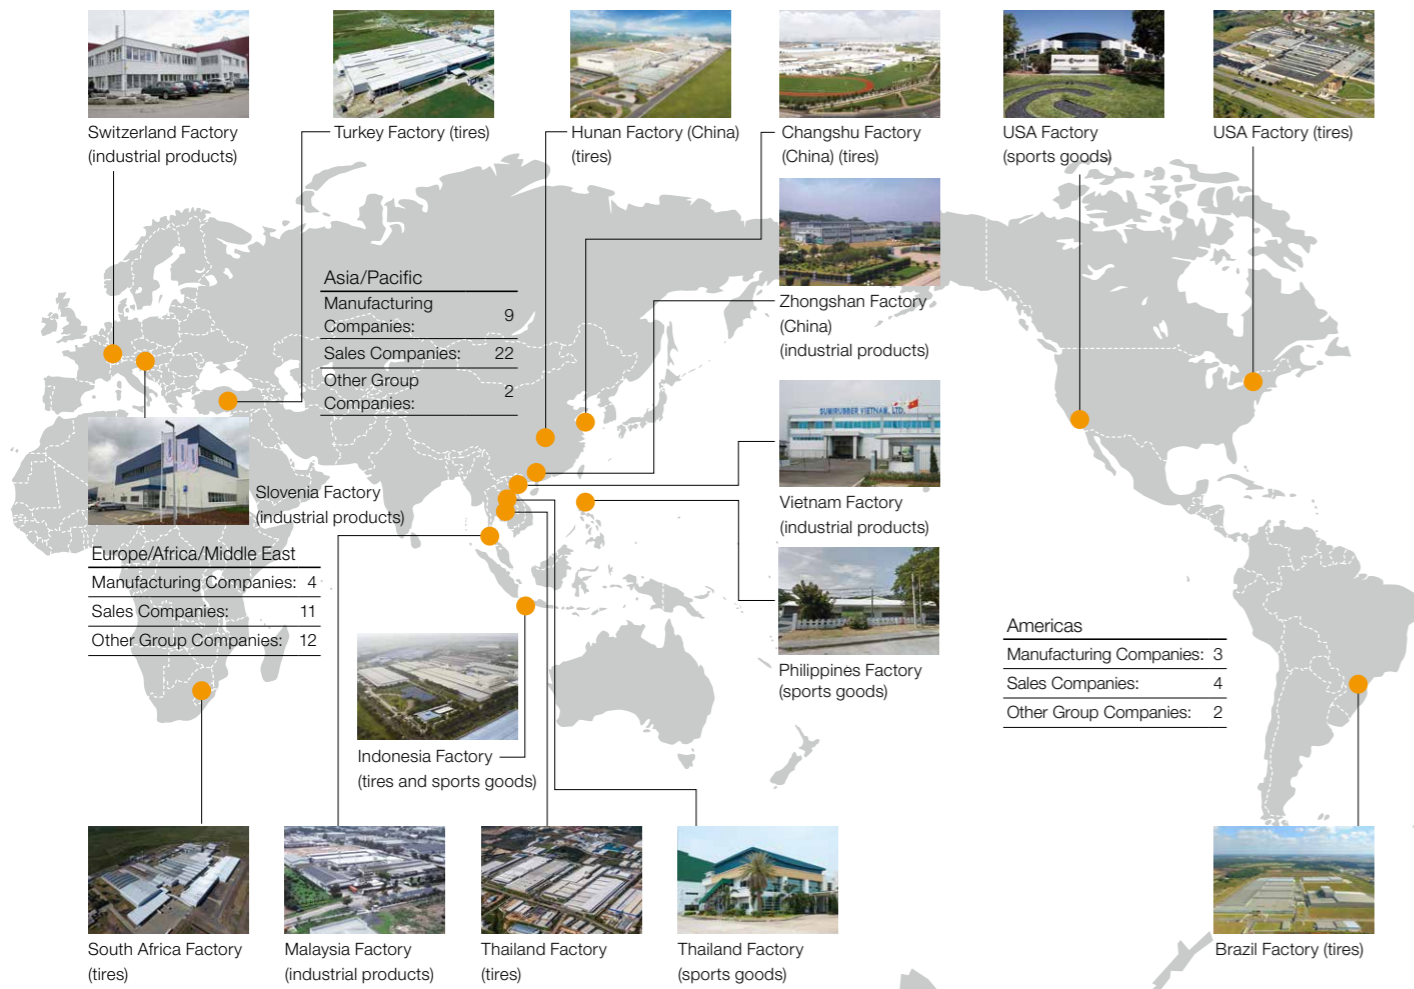 Switzerland Factory
(industrial products)
Turkey Factory (tires)
Hunan Factory (China)
(tires)
Changshu Factory
(China) (tires)
USA Factory
(sports goods)
USA Factory (tires)
Asia/Pacific
Manufacturing
Companies: 9
Sales Companies: 22
Other Group
Companies: 2
Zhongshan Factory
(China)
(industrial products)
SUMIRUBBER VIETNAM, LTD.
Vietnam Factory
(industrial products)
Slovenia Factory
(industrial products)
Europe/Africa/Middle East
Manufacturing Companies: 4
Sales Companies: 11
Other Group Companies: 12
Philippines Factory
(sports goods)
Americas
Manufacturing Companies: 3
Sales Companies: 4
Other Group Companies: 2
Indonesia Factory
(tires and sports goods)
South Africa Factory
(tires)
Malaysia Factory
(industrial products)
Thailand Factory
(tires)
Thailand Factory
(sports goods)
Brazil Factory (tires)